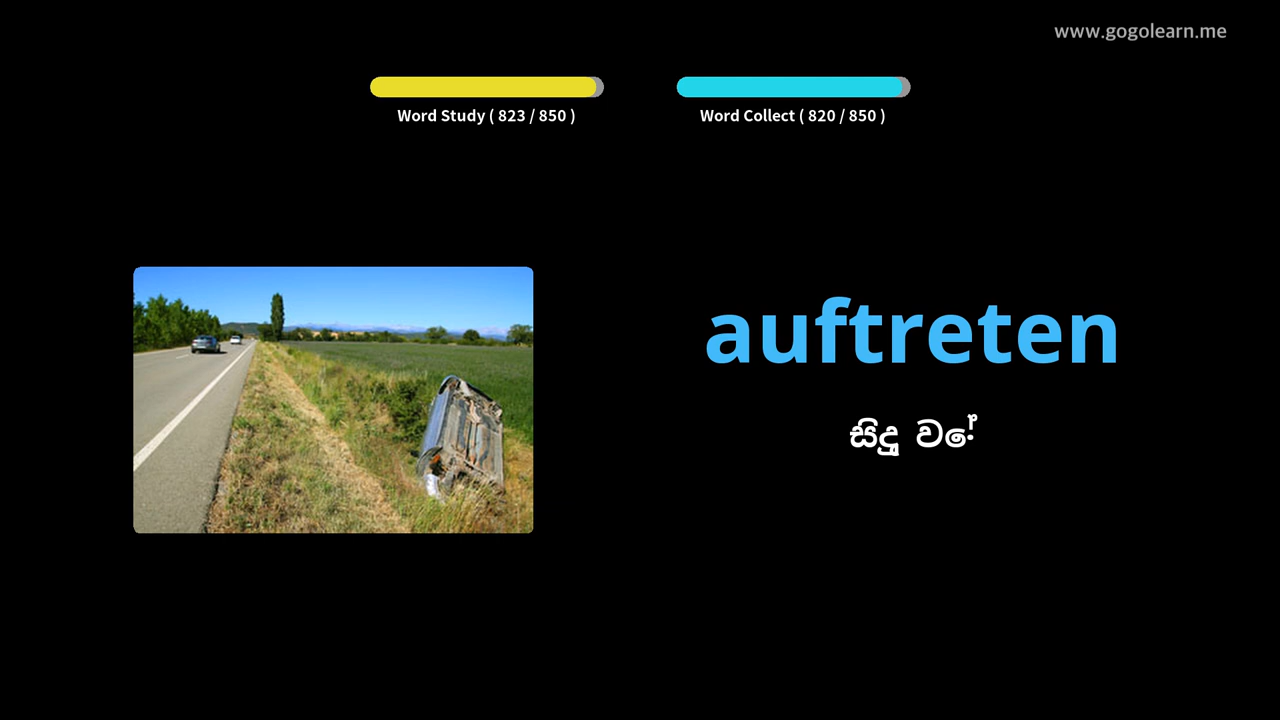 www.gogolearn.me
Word Study ( 823 / 850 )
Word Collect ( 820 / 850 )
auftreten
සිදු වේ.